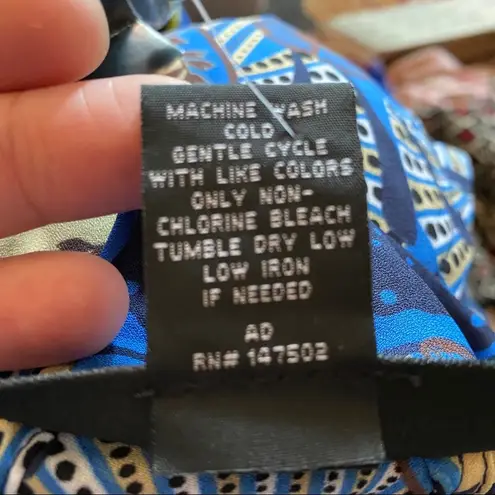 MACHINE WASH
COLD
GENTLE CYCLE
WITH LIKE COLORS
ONLY NON-
CHLORINE BLEACH
TUMBLE DRY LOW
LOW IRON
IF NEEDED
AD
RN# 147502